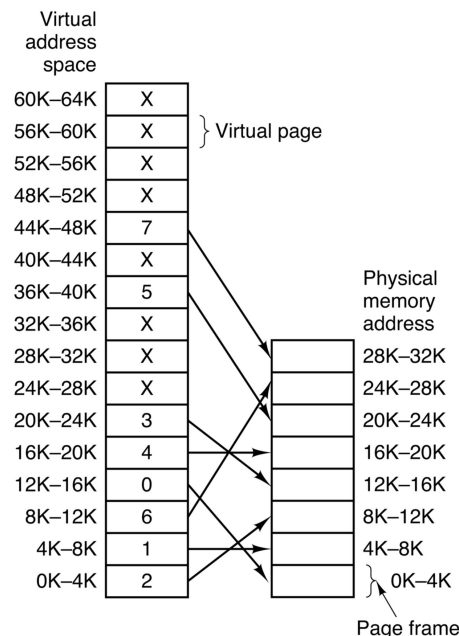 Virtual
address
space
60K–64K X
56K–60K X
Virtual page
52K–56K X
48K–52K X
44K–48K 7
40K–44K X
36K–40K 5
32K–36K X
28K–32K X
24K–28K X
20K–24K 3
16K–20K 4
12K–16K 0
8K–12K 6
4K–8K 1
0K–4K 2
Physical
memory
address
28K–32K
24K–28K
20K–24K
16K–20K
12K–16K
8K–12K
4K–8K
0K–4K
Page frame